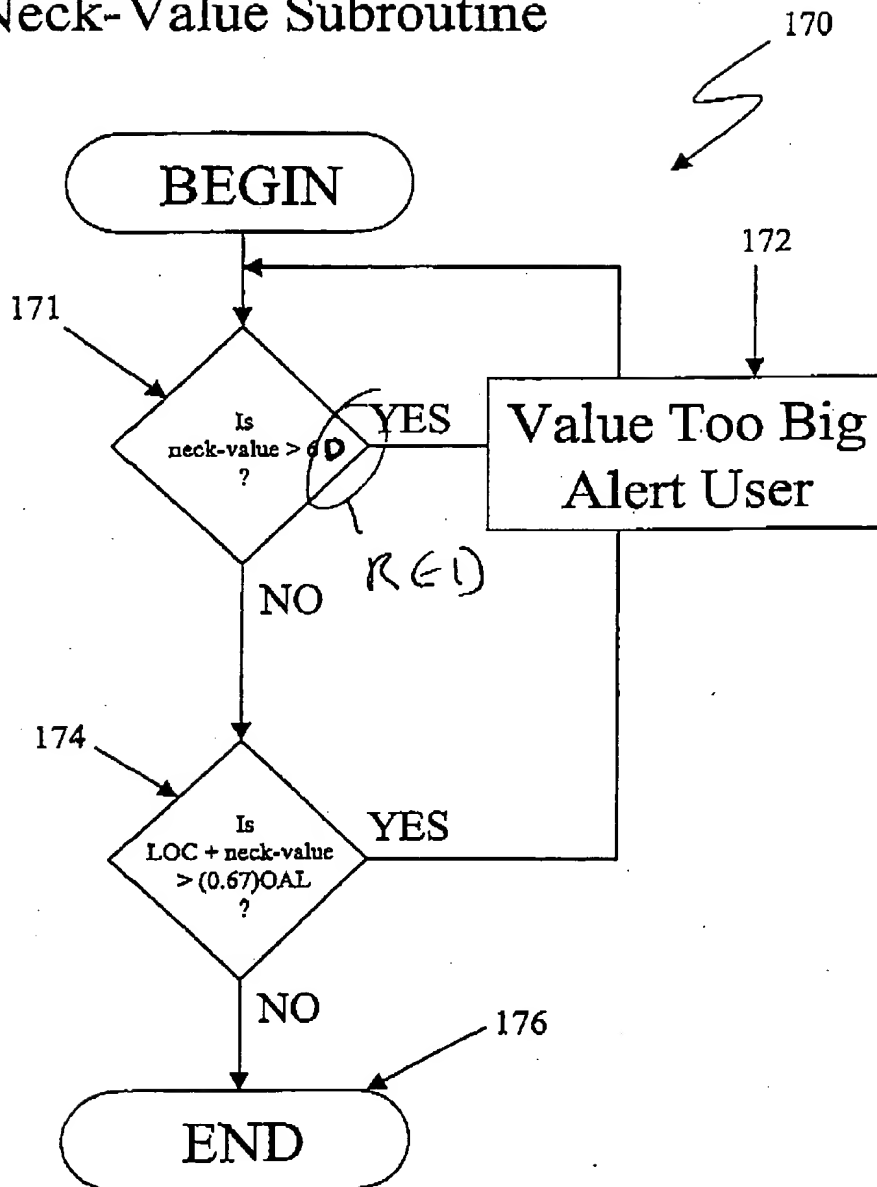 Neck-Value Subroutine
170
BEGIN
172
171
Is
neck-value > 6D
?
YES
Value Too Big
Alert User
RED
NO
174
Is
LOC + neck-value
> (0.67)OAL
?
YES
NO
176
END